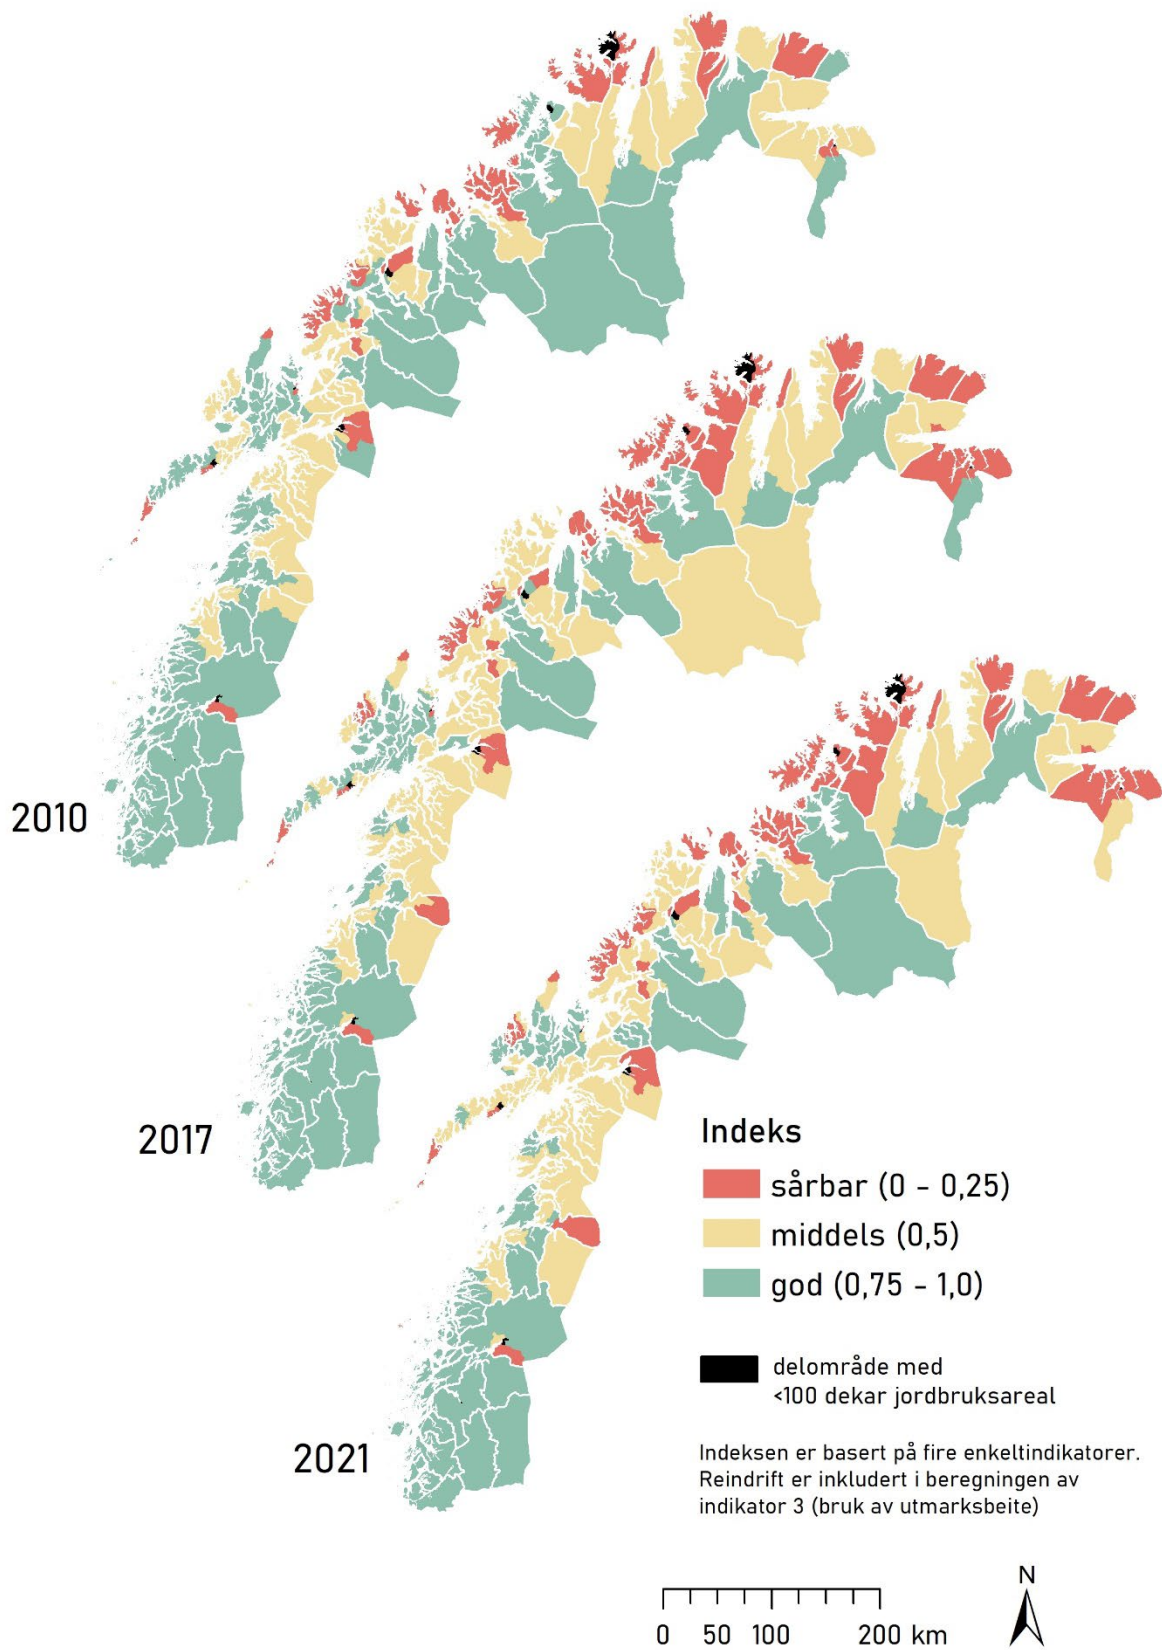 2010
2017
2021
Indeks
sårbar (0 - 0,25)
middels (0,5)
god (0,75 - 1,0)
delområde med
<100 dekar jordbruksareal
Indeksen er basert på fire enkeltindikatorer.
Reindrift er inkludert i beregningen av
indikator 3 (bruk av utmarksbeite)
N
0 50 100 200 km